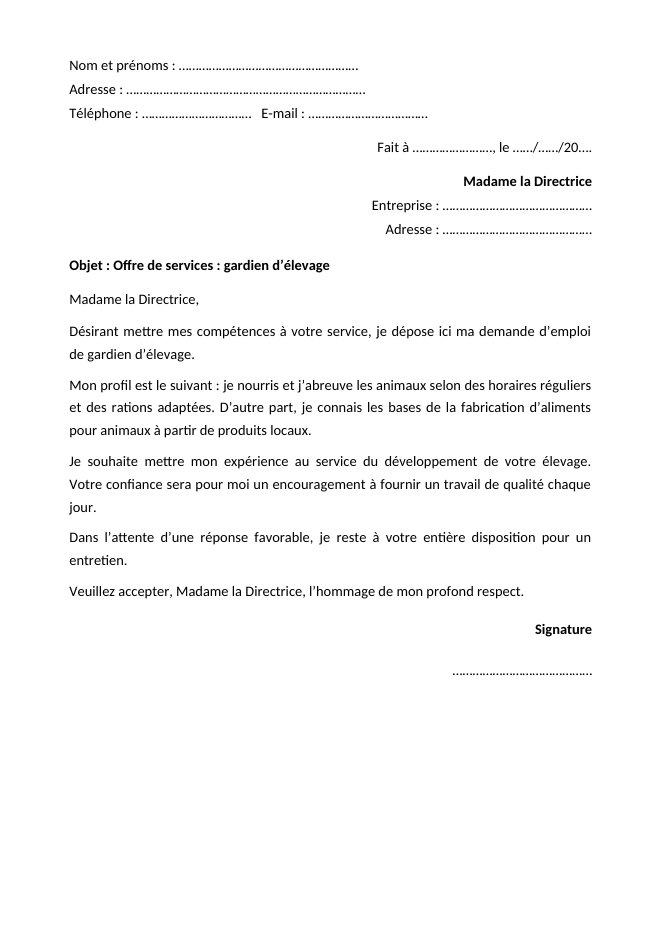 Nom et prénoms : ………………………………………………
Adresse : ………………………………………………………………
Téléphone : …………………………… E-mail : ………………………………
Fait à ……………………, le ……/……/20….
Madame la Directrice
Entreprise : ………………………………………
Adresse : ………………………………………
Objet : Offre de services : gardien d’élevage
Madame la Directrice,
Désirant mettre mes compétences à votre service, je dépose ici ma demande d’emploi
de gardien d’élevage.
Mon profil est le suivant : je nourris et j’abreuve les animaux selon des horaires réguliers
et des rations adaptées. D’autre part, je connais les bases de la fabrication d’aliments
pour animaux à partir de produits locaux.
Je souhaite mettre mon expérience au service du développement de votre élevage.
Votre confiance sera pour moi un encouragement à fournir un travail de qualité chaque
jour.
Dans l’attente d’une réponse favorable, je reste à votre entière disposition pour un
entretien.
Veuillez accepter, Madame la Directrice, l’hommage de mon profond respect.
Signature
……………………………………